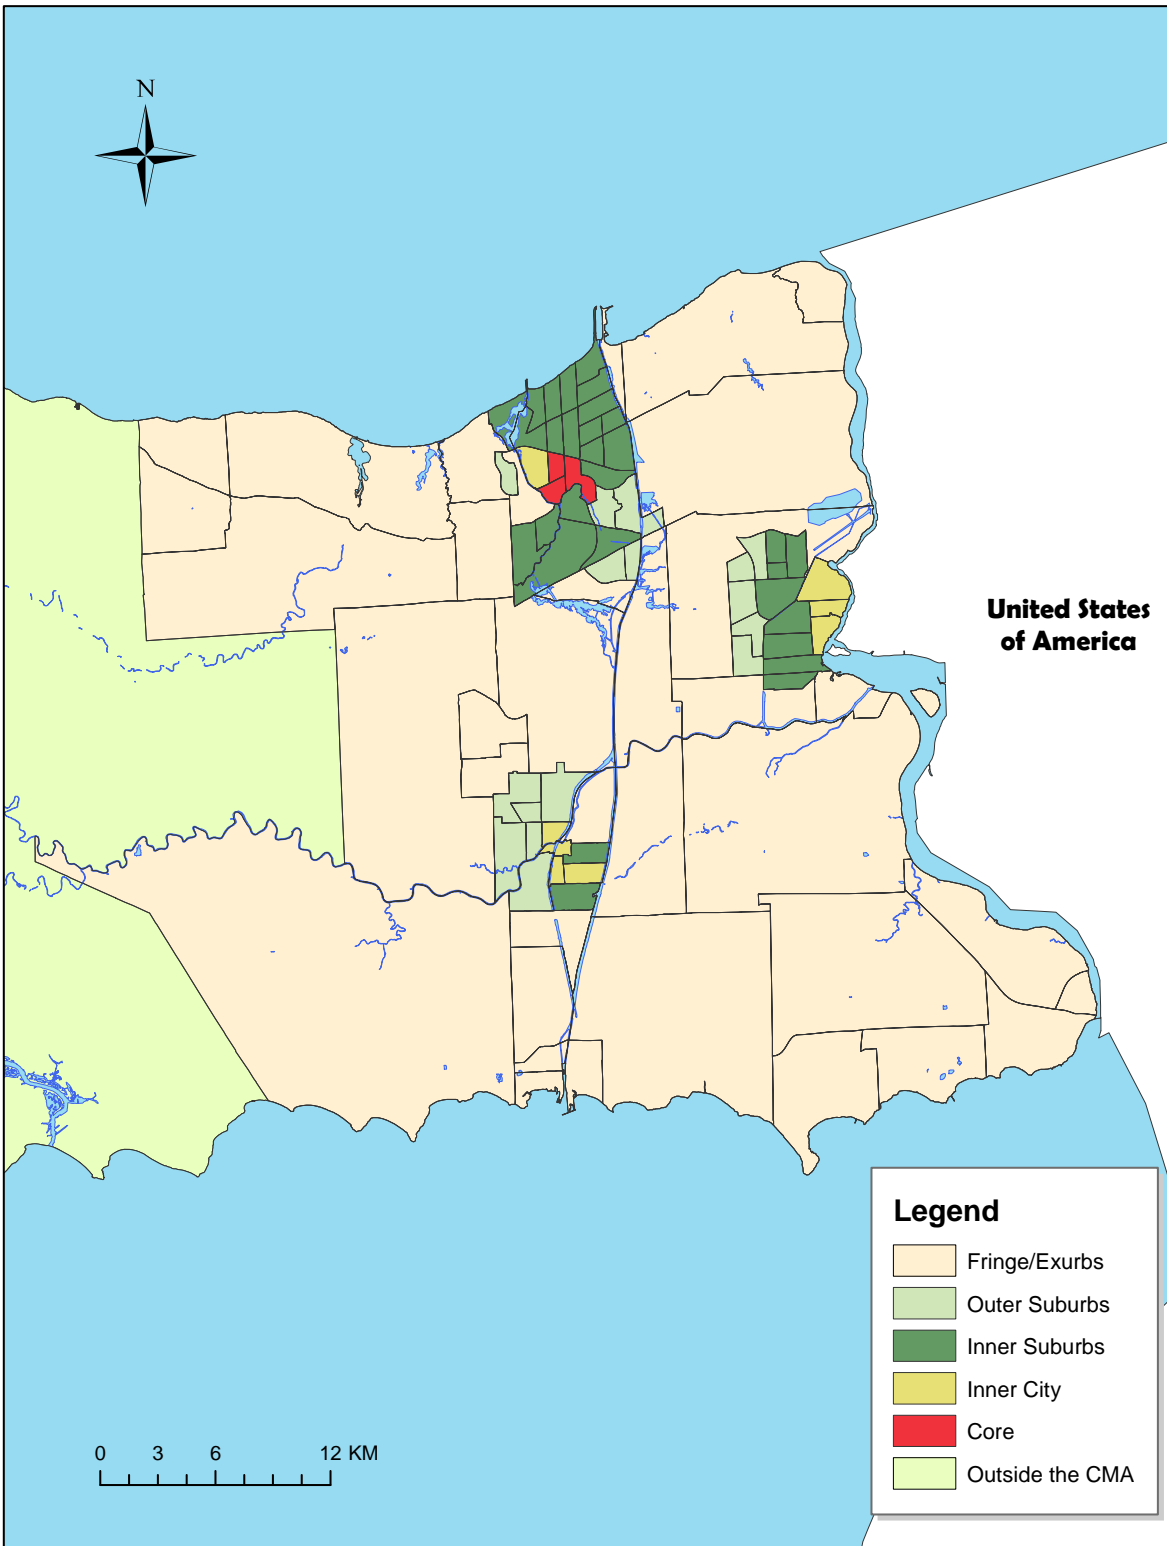 N
United States
of America
Legend
Fringe/Exurbs
Outer Suburbs
Inner Suburbs
Inner City
Core
Outside the CMA
0 3 6 12 KM